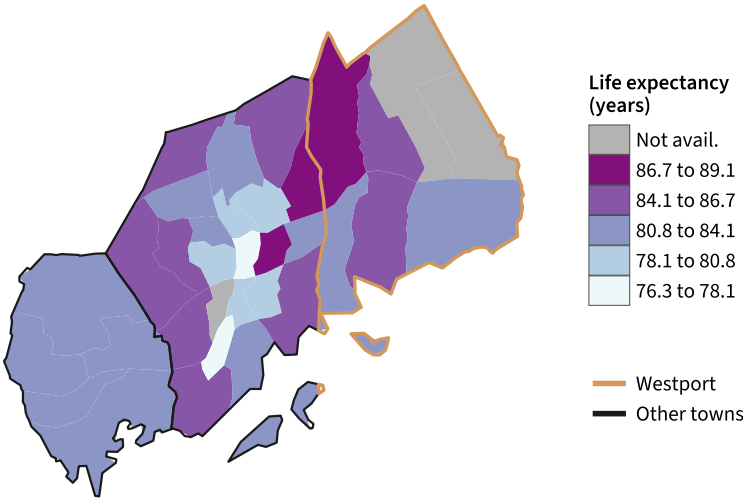 Life expectancy
(years)
Not avail.
86.7 to 89.1
84.1 to 86.7
80.8 to 84.1
78.1 to 80.8
76.3 to 78.1
Westport
Other towns